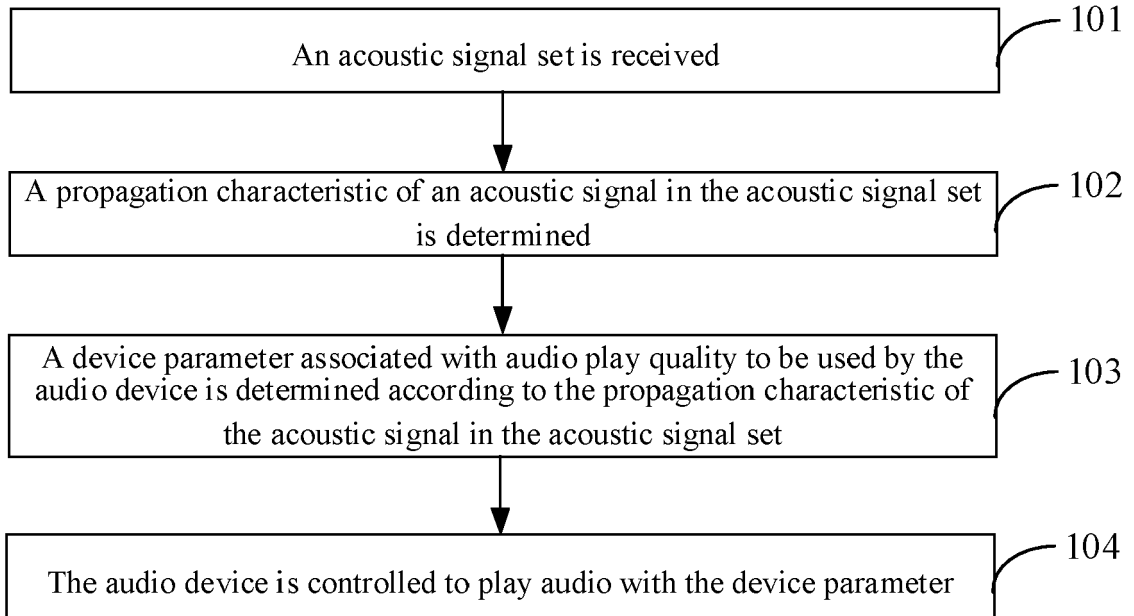 An acoustic signal set is received
101
A propagation characteristic of an acoustic signal in the acoustic signal set
is determined
102
A device parameter associated with audio play quality to be used by the
audio device is determined according to the propagation characteristic of
the acoustic signal in the acoustic signal set
103
The audio device is controlled to play audio with the device parameter
104